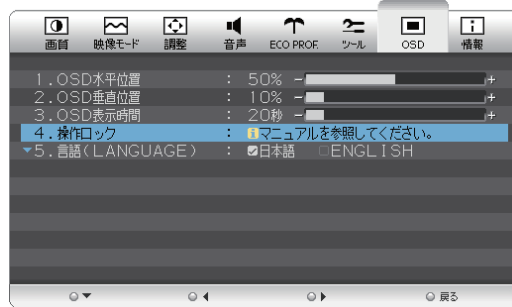 画質 映像モード 調整 音声 ECO PROF. ツール OSD 情報
1.OSD水平位置 : 50% - +
2.OSD垂直位置 : 10% - +
3.OSD表示時間 : 20秒 - +
4.操作ロック : マニュアルを参照してください。
5.言語(LANGUAGE) : 日本語 ENGLISH
戻る